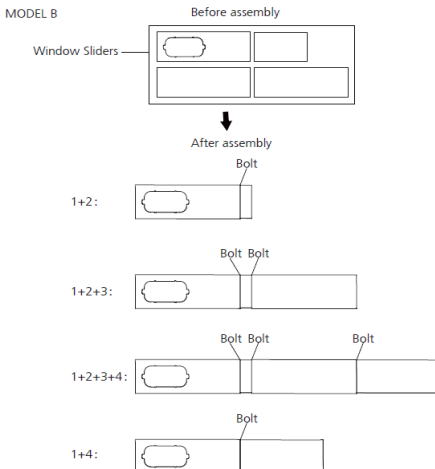 MODEL B
Before assembly
Window Sliders
After assembly
Bolt
1+2:
Bolt Bolt
1+2+3:
Bolt Bolt Bolt
1+2+3+4:
Bolt
1+4: